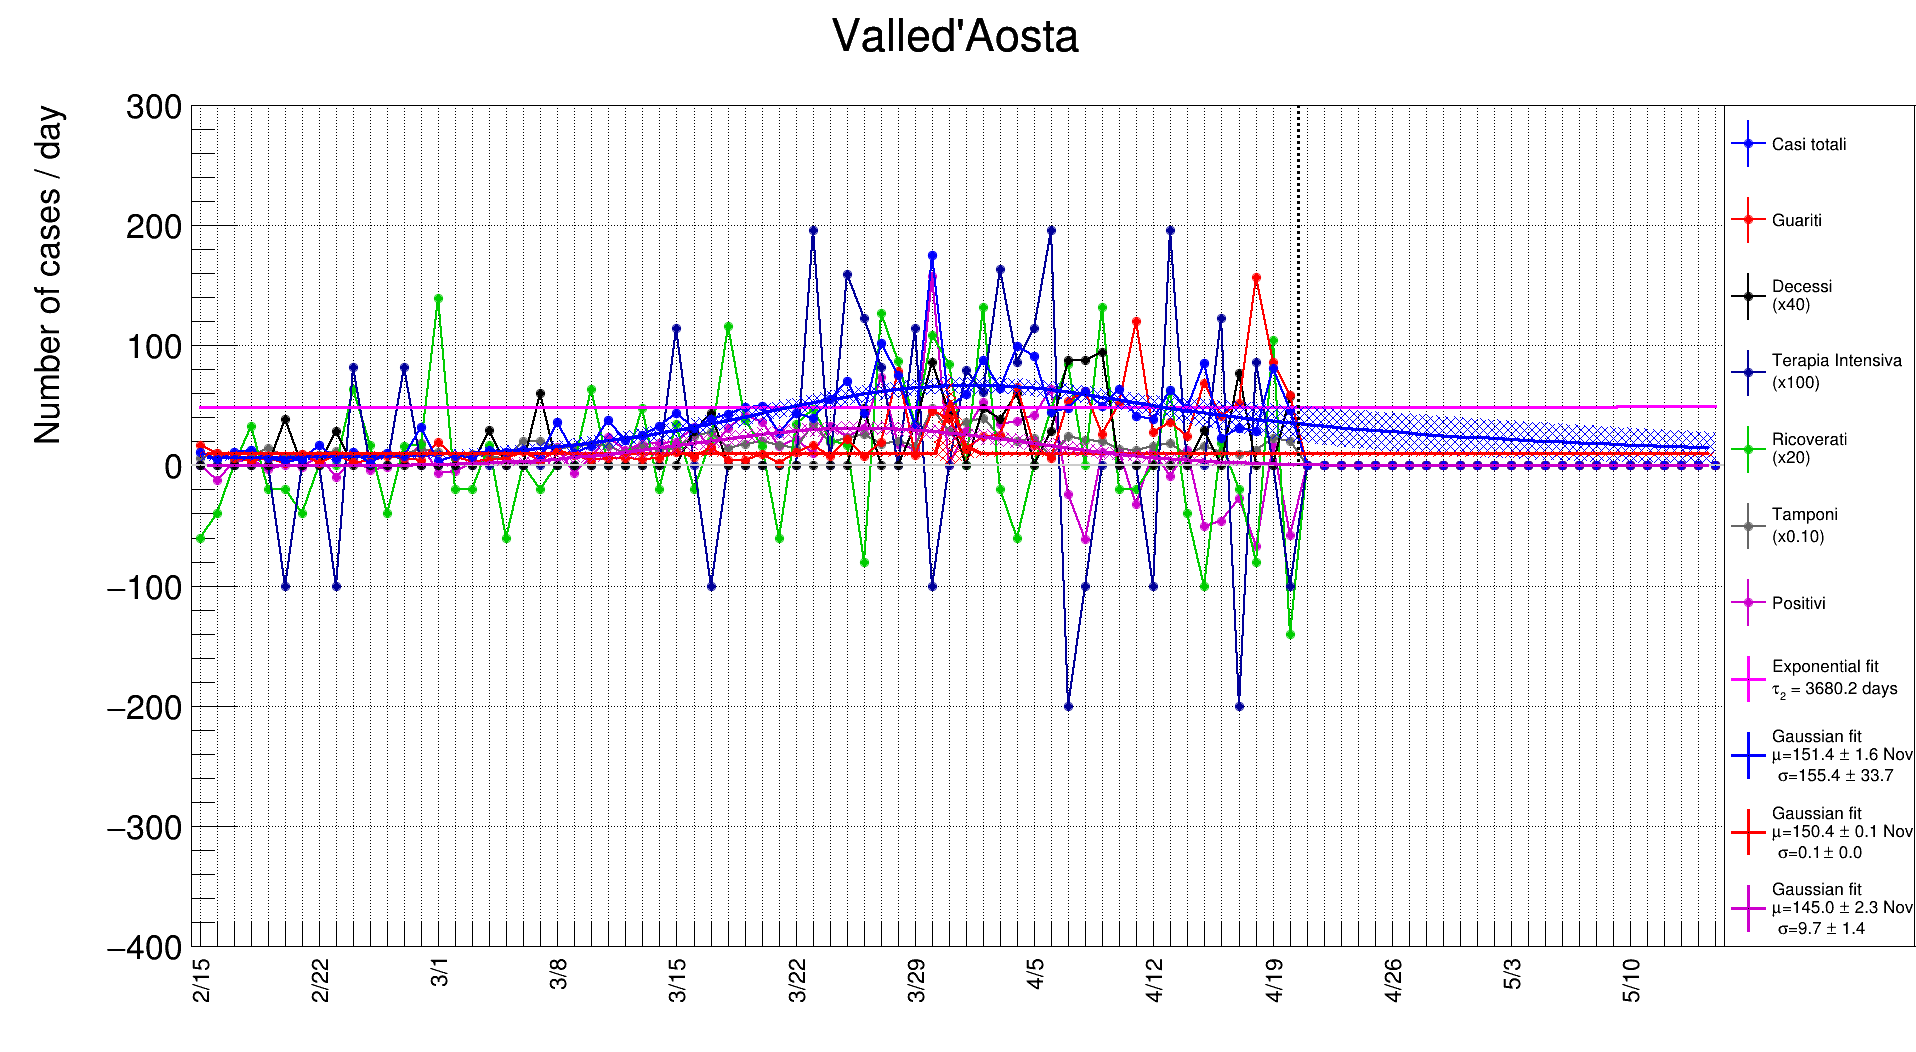 Valled'Aosta
Number of cases / day
300
200
100
0
−100
−200
−300
−400
2/15
2/22
3/1
3/8
3/15
3/22
3/29
4/5
4/12
4/19
4/26
5/3
5/10
Casi totali
Guariti
Decessi
(x40)
Terapia Intensiva
(x100)
Ricoverati
(x20)
Tamponi
(x0.10)
Positivi
Exponential fit
τ2 = 3680.2 days
Gaussian fit
μ=151.4 ± 1.6 Nov
σ=155.4 ± 33.7
Gaussian fit
μ=150.4 ± 0.1 Nov
σ=0.1 ± 0.0
Gaussian fit
μ=145.0 ± 2.3 Nov
σ=9.7 ± 1.4